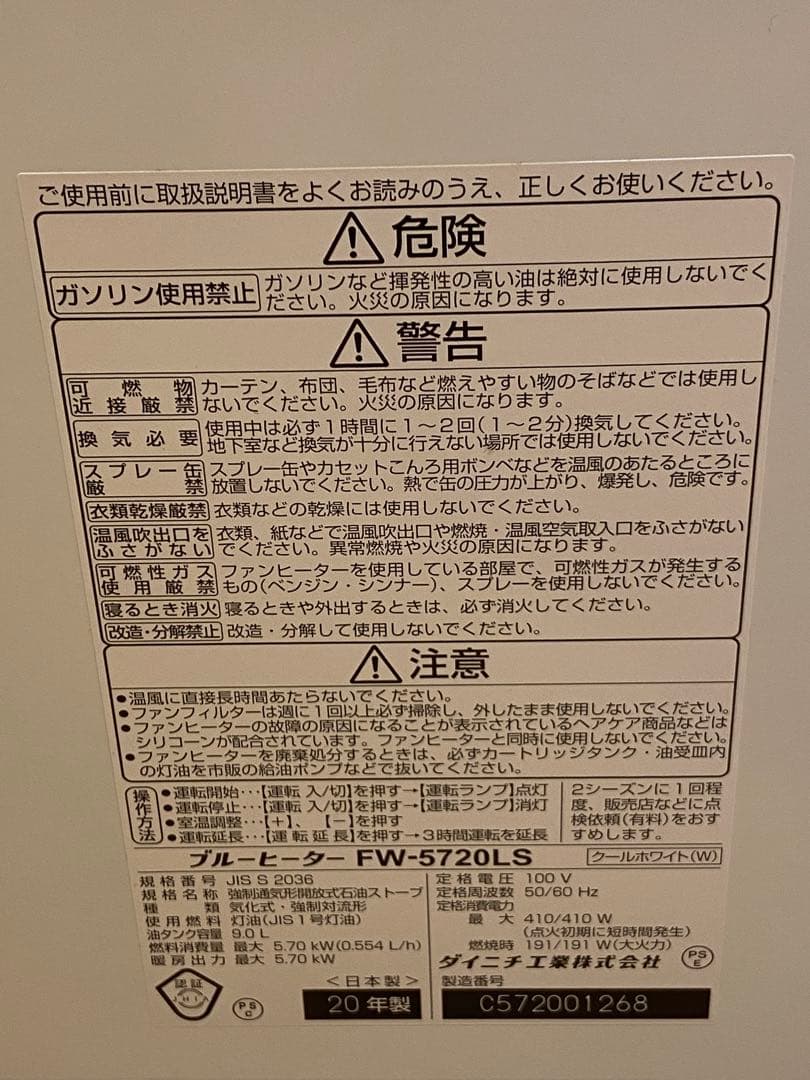 ご使用前に取扱説明書をよくお読みのうえ、正しくお使いください。
危険
ガソリン使用禁止 ガソリンなど揮発性の高い油は絶対に使用しないでください。火災の原因になります。
警告
可燃物近接厳禁 カーテン、布団、毛布など燃えやすい物のそばなどでは使用しないでください。火災の原因になります。
換気必要 使用中は必ず1時間に1〜2回(1〜2分)換気してください。
地下室など換気が十分に行えない場所では使用しないでください。
スプレー缶厳禁 スプレー缶やカセットこんろ用ボンベなどを温風のあたるところに放置しないでください。熱で缶の圧力が上がり、爆発し、危険です。
衣類乾燥厳禁 衣類などの乾燥には使用しないでください。
温風吹出口をふさがない 衣類、紙などで温風吹出口や燃焼・温風空気取入口をふさがないでください。異常燃焼や火災の原因になります。
可燃性ガス使用厳禁 ファンヒーターを使用している部屋で、可燃性ガスが発生するもの(ベンジン・シンナー)、スプレーを使用しないでください。
寝るとき消火 寝るときや外出するときは、必ず消火してください。
改造・分解禁止 改造・分解して使用しないでください。
注意
●温風に直接長時間あたらないでください。
●ファンフィルターは週に1回以上必ず掃除し、外したまま使用しないでください。
●ファンヒーターの故障の原因になることが表示されているヘアケア商品などは
シリコーンが配合されています。ファンヒーターと同時に使用しないでください。
●ファンヒーターを廃棄処分するときは、必ずカートリッジタンク・油受皿内
の灯油を市販の給油ポンプなどで抜いてください。
操作方法
●運転開始…【運転 入/切】を押す→【運転ランプ】点灯
●運転停止…【運転 入/切】を押す→【運転ランプ】消灯
●室温調整…【+】、【−】を押す
●運転延長…【運転延長】を押す→3時間運転を延長
2シーズンに1回程
度、販売店などに点
検依頼(有料)をおす
すめします。
ブルーヒーター FW-5720LS クールホワイト(W)
規格番号 JIS S 2036
規格名称 強制通気形開放式石油ストーブ
種類 気化式・強制対流形
使用燃料 灯油(JIS1号灯油)
油タンク容量 9.0 L
燃料消費量 最大 5.70 kW(0.554 L/h)
暖房出力 最大 5.70 kW
定格電圧 100 V
定格周波数 50/60 Hz
定格消費電力
最大 410/410 W
(点火初期に短時間発生)
燃焼時 191/191 W(大火力)
ダイニチ工業株式会社 PSE
認証 JHIA PSC
<日本製>
20年製
製造番号
C572001268